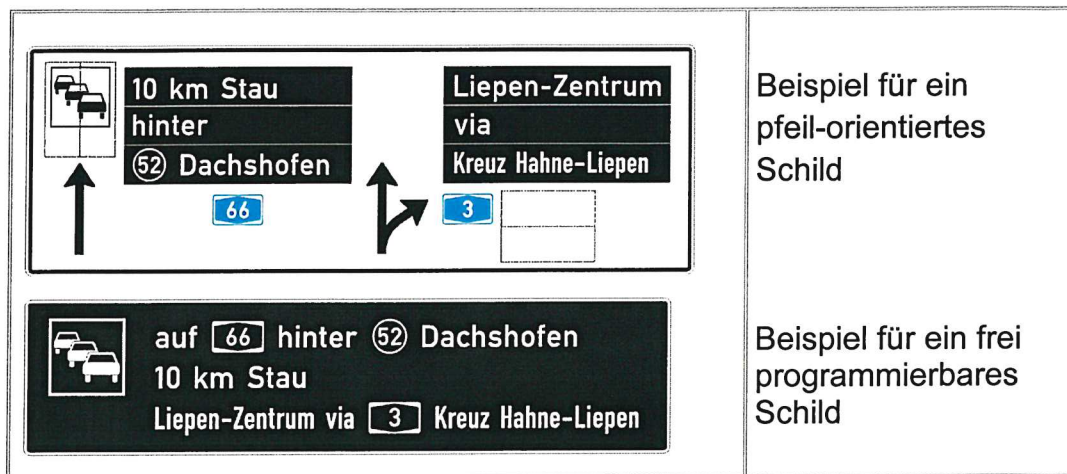 10 km Stau
hinter
52 Dachshofen
66
Liepen-Zentrum
via
Kreuz Hahne-Liepen
3
Beispiel für ein
pfeil-orientiertes
Schild
auf 66 hinter 52 Dachshofen
10 km Stau
Liepen-Zentrum via 3 Kreuz Hahne-Liepen
Beispiel für ein frei
programmierbares
Schild